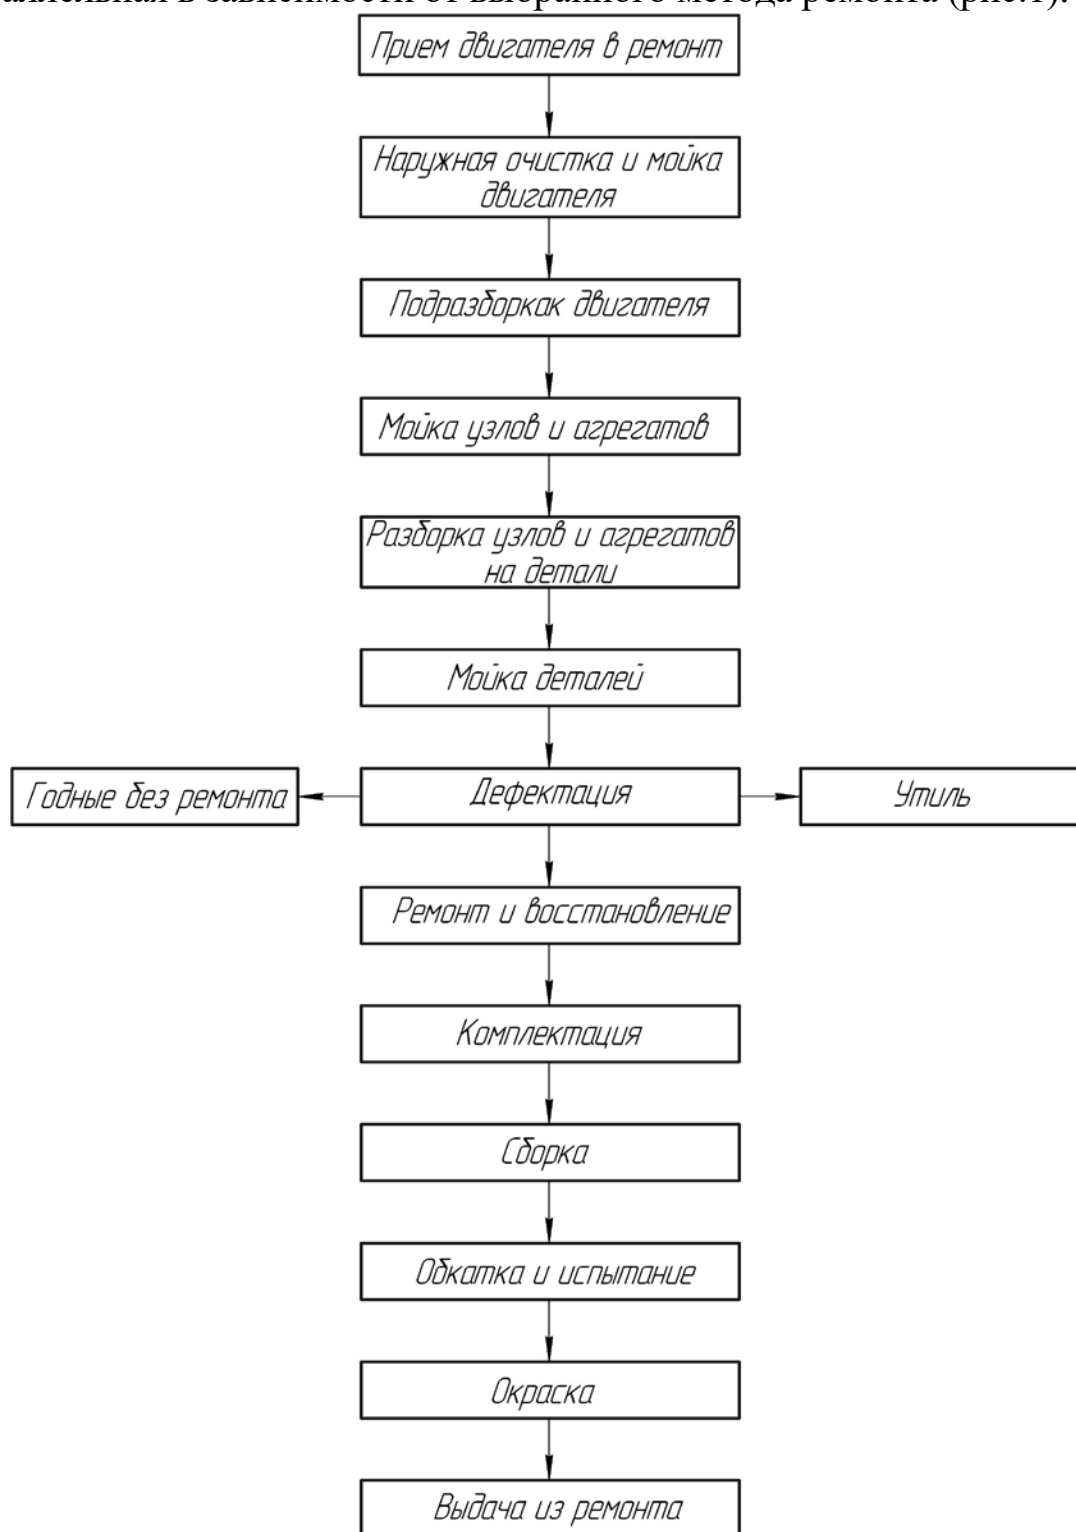 аллельная в зависимости от выбранного метода ремонта (рис.1).
Прием двигателя в ремонт
Наружная очистка и мойка
двигателя
Подразборкак двигателя
Мойка узлов и агрегатов
Разборка узлов и агрегатов
на детали
Мойка деталей
Годные без ремонта
Дефектация
Утиль
Ремонт и восстановление
Комплектация
Сборка
Обкатка и испытание
Окраска
Выдача из ремонта